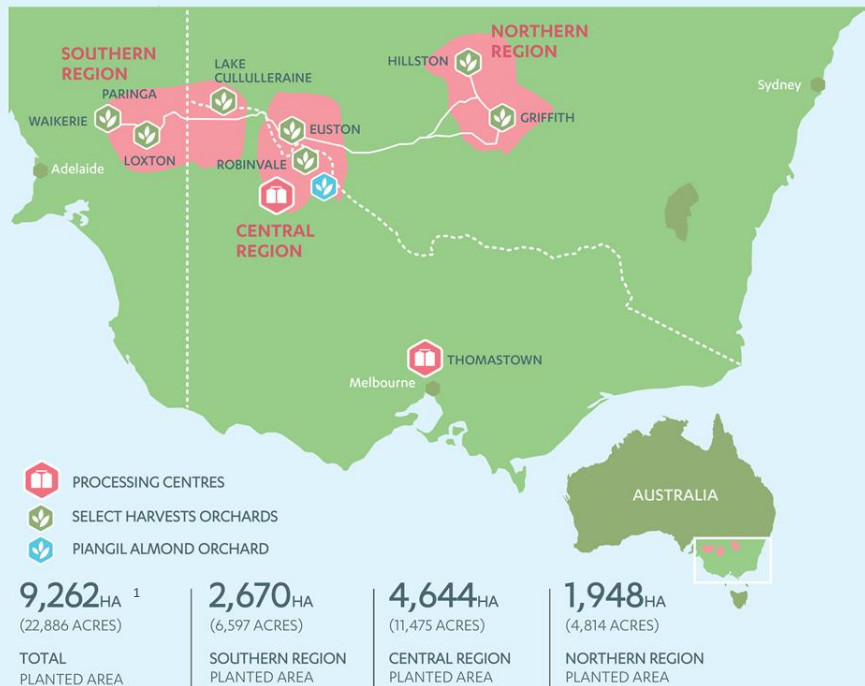 NORTHERN
REGION
SOUTHERN
REGION
HILLSTON
LAKE
CULLULLERAINE
Sydney
PARINGA
WAIKERIE
GRIFFITH
EUSTON
LOXTON
ROBINVALE
Adelaide
CENTRAL
REGION
THOMASTOWN
Melbourne
AUSTRALIA
PROCESSING CENTRES
SELECT HARVESTS ORCHARDS
PIANGIL ALMOND ORCHARD
9,262HA 1
(22,886 ACRES)
TOTAL
PLANTED AREA
2,670HA
(6,597 ACRES)
SOUTHERN REGION
PLANTED AREA
4,644HA
(11,475 ACRES)
CENTRAL REGION
PLANTED AREA
1,948HA
(4,814 ACRES)
NORTHERN REGION
PLANTED AREA